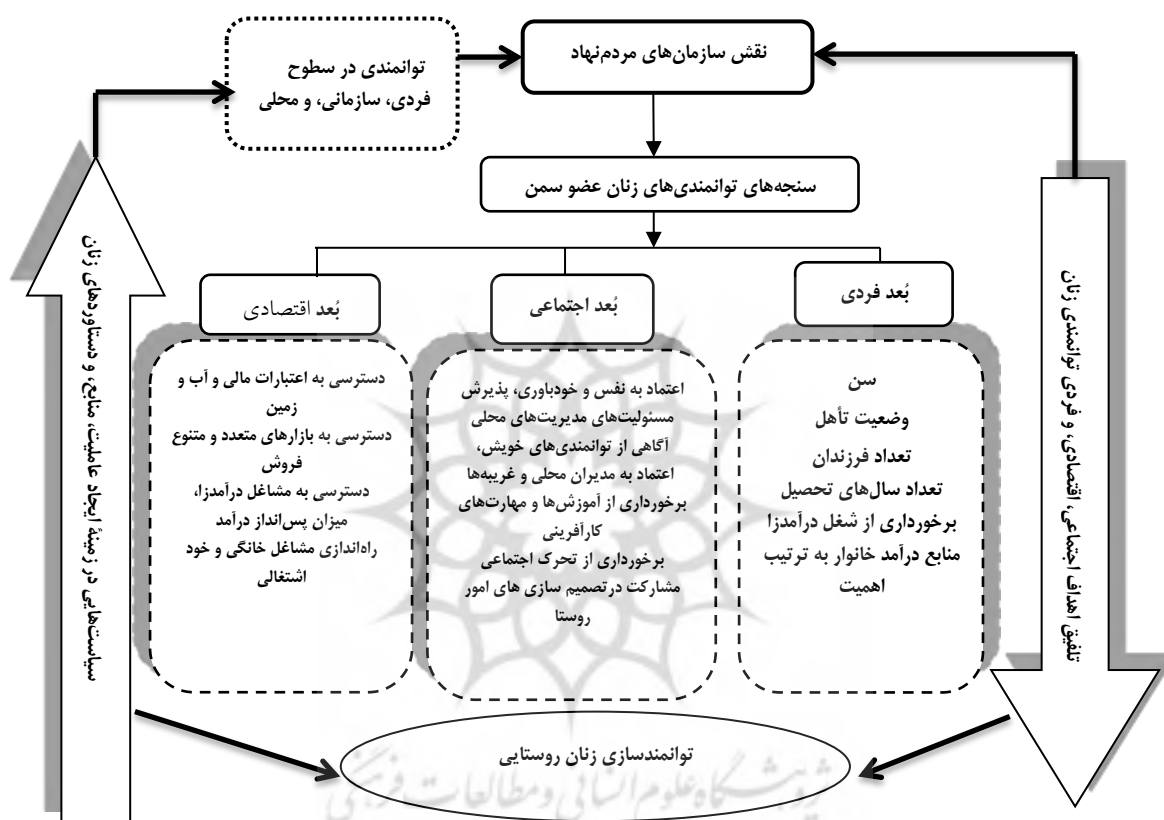 نقش سازمان‌های مردم‌نهاد
توانمندی در سطوح
فردی، سازمانی، و محلی
سنجه‌های توانمندی‌های زنان عضو سمن
بُعد فردی
بُعد اجتماعی
بُعد اقتصادی
سن
وضعیت تأهل
تعداد فرزندان
تعداد سال‌های تحصیل
برخورداری از شغل درآمدزا
منابع درآمد خانوار به ترتیب
اهمیت
اعتماد به نفس و خودباوری، پذیرش
مسئولیت‌های مدیریت‌های محلی
آگاهی از توانمندی‌های خویش،
اعتماد به مدیران محلی و غریبه‌ها
برخورداری از آموزش‌ها و مهارت‌های
کارآفرینی
برخورداری از تحرک اجتماعی
مشارکت درتصمیم سازی های امور
روستا
دسترسی به اعتبارات مالی و آب و
زمین
دسترسی به بازارهای متعدد و متنوع
فروش
دسترسی به مشاغل درآمدزا،
میزان پس‌انداز درآمد
راه‌اندازی مشاغل خانگی و خود
اشتغالی
تلفیق اهداف اجتماعی، اقتصادی، و فردی توانمندی زنان
سیاست‌هایی در زمینهٔ ایجاد عاملیت، منابع، و دستاوردهای زنان
توانمندسازی زنان روستایی
پژوهشگاه علوم انسانی و مطالعات فرهنگی